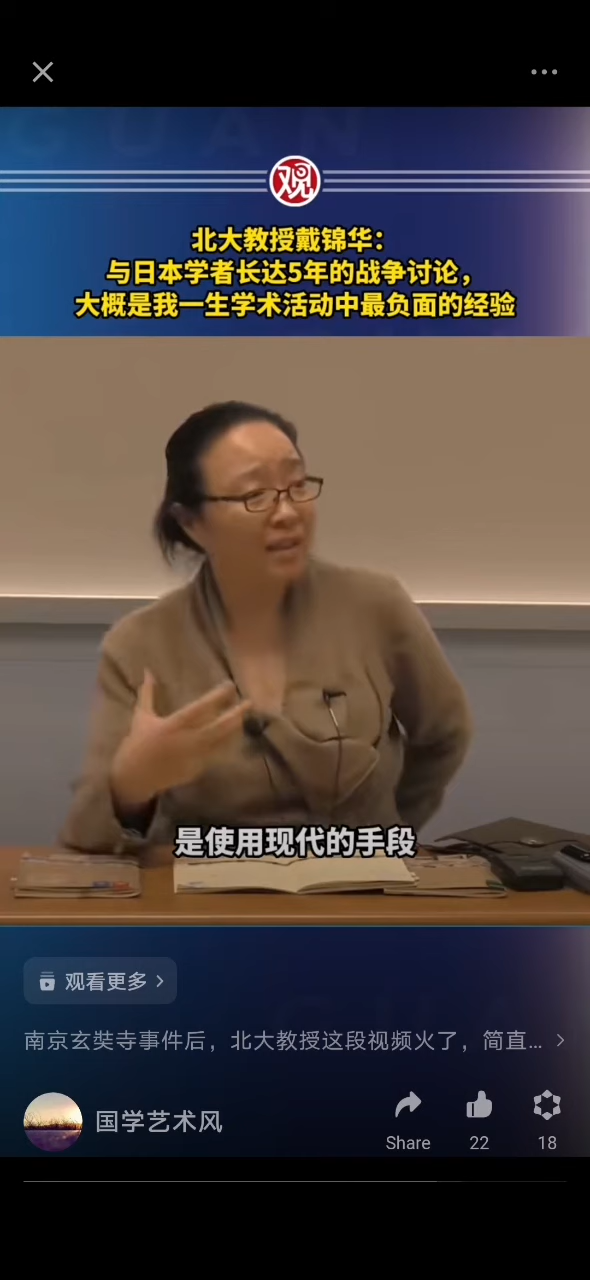 GUAN
观
北大教授戴锦华：
与日本学者长达5年的战争讨论，
大概是我一生学术活动中最负面的经验
是使用现代的手段
观看更多
南京玄奘寺事件后，北大教授这段视频火了，简直...
国学艺术风
Share
22
18